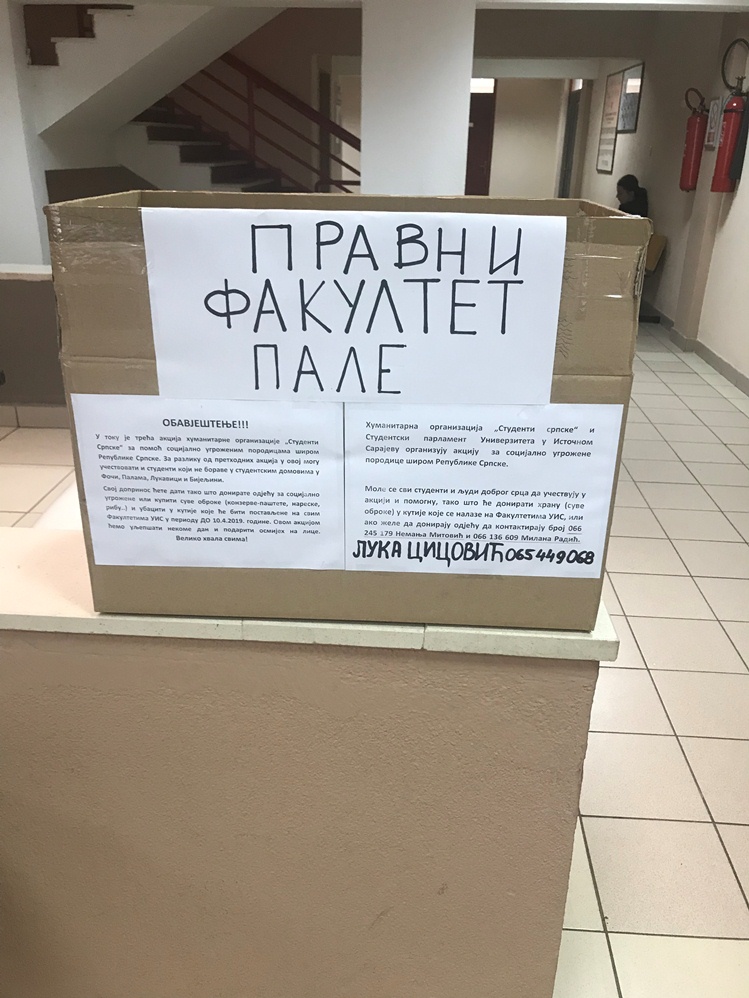 ПРАВНИ
ФАКУЛТЕТ
ПАЛЕ
ОБАВЈЕШТЕЊЕ!!!
У току је трећа акција хуманитарне организације „Студенти
Српске" за помоћ социјално угроженим породицама широм
Републике Српске. За разлику од претходних акција у овој могу
учествовати и студенти који не бораве у студентским домовима у
Фочи, Палама, Лукавици и Бијељини.
Свој допринос ћете дати тако што донирате одјећу за социјално
угрожене или купити суве оброке (конзерве-паштете, нареске,
рибу..) и убацити у кутије које ће бити постављене на свим
Факултетима УИС у периоду ДО 10.4.2019. године. Овом акцијом
ћемо уљепшати некоме дан и подарити осмијех на лице.
Велико хвала свима!
Хуманитарна организација „Студенти српске" и
Студентски парламент Универзитета у Источном
Сарајеву организују акцију за социјално угрожене
породице широм Републике Српске.
Моле се сви студенти и људи доброг срца да учествују у
акцији и помогну, тако што ће донирати храну (суве
оброке) у кутије које се налазе на Факултетима УИС, или
ако желе да донирају одјећу да контактирају број 066
245 179 Немања Митовић и 066 136 609 Милана Радић.
ЛУКА ЦИЦОВИЋ 065 449 068